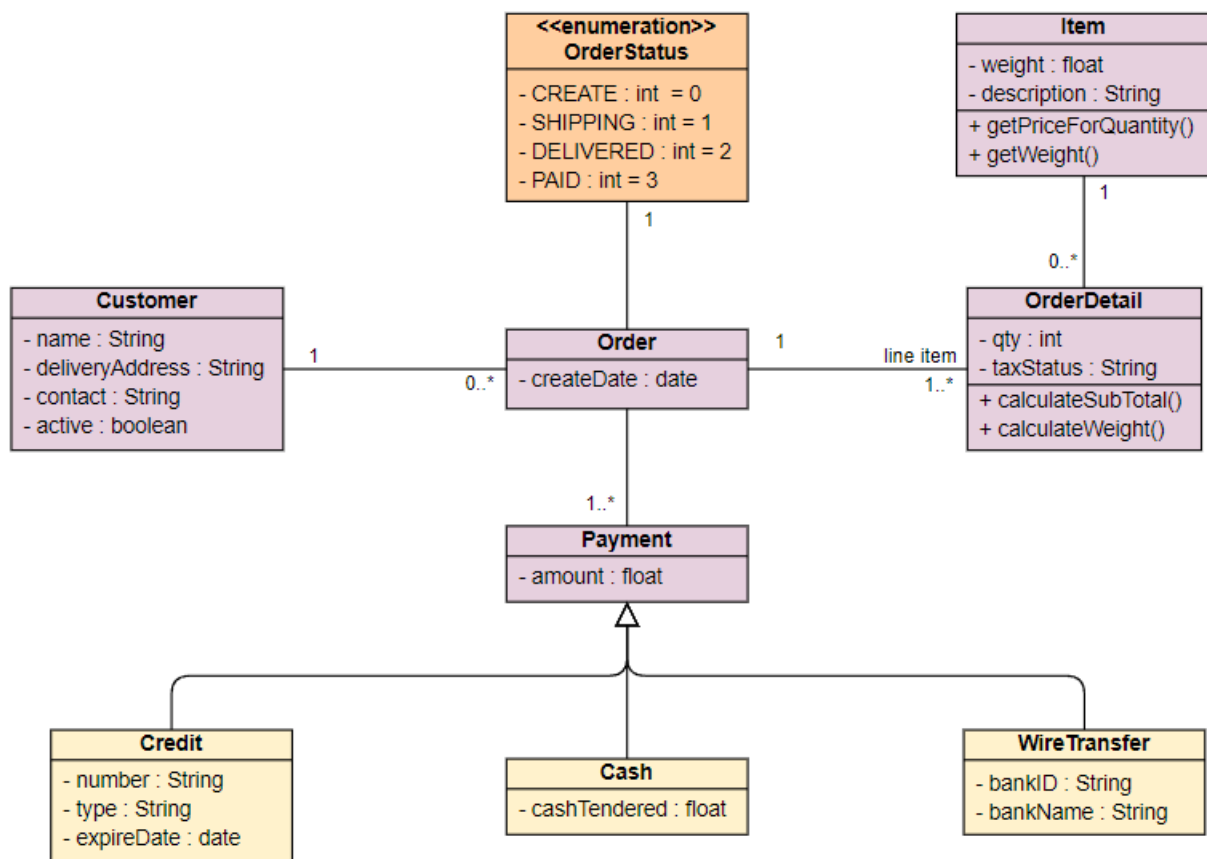 <<enumeration>>
OrderStatus
- CREATE : int = 0
- SHIPPING : int = 1
- DELIVERED : int = 2
- PAID : int = 3
1
Item
- weight : float
- description : String
+ getPriceForQuantity()
+ getWeight()
1
0..*
Customer
- name : String
- deliveryAddress : String
- contact : String
- active : boolean
1
0..*
Order
- createDate : date
1
line item
1..*
OrderDetail
- qty : int
- taxStatus : String
+ calculateSubTotal()
+ calculateWeight()
1..*
Payment
- amount : float
Credit
- number : String
- type : String
- expireDate : date
Cash
- cashTendered : float
WireTransfer
- bankID : String
- bankName : String